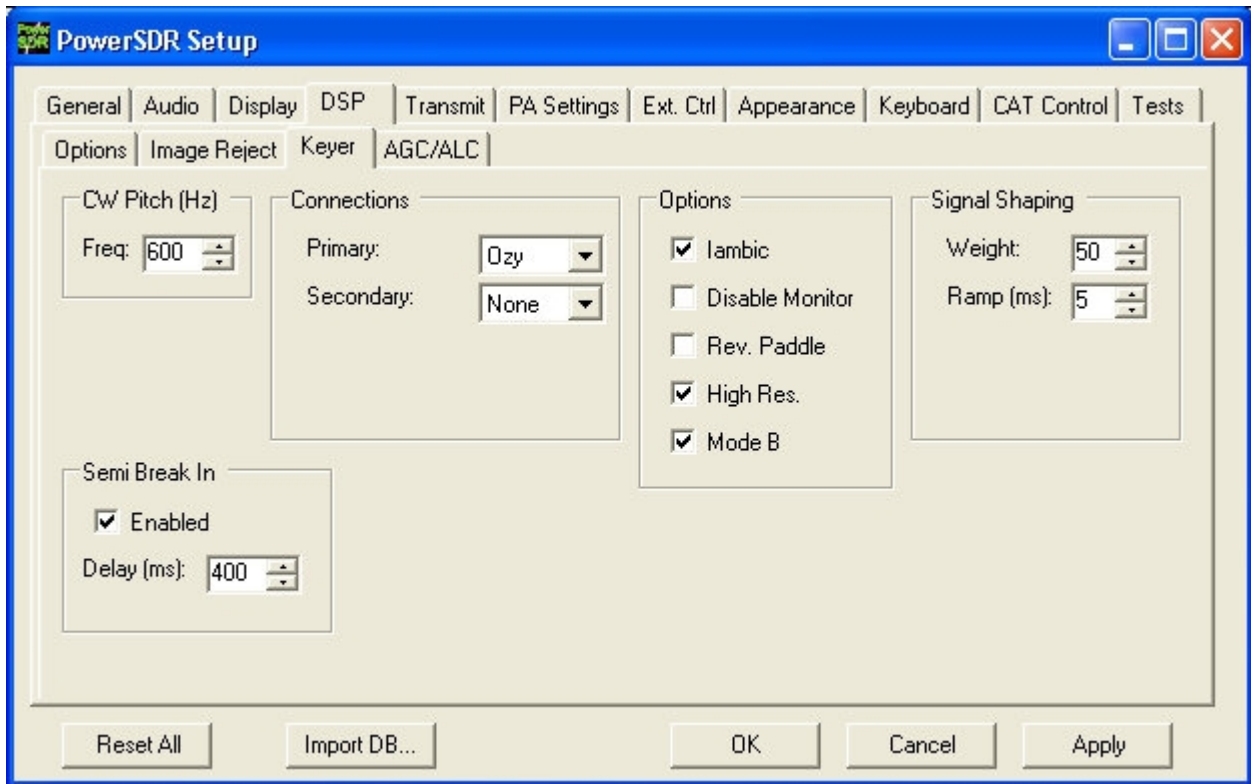 Power SDR PowerSDR Setup
General Audio Display DSP Transmit PA Settings Ext. Ctrl Appearance Keyboard CAT Control Tests
Options Image Reject Keyer AGC/ALC
CW Pitch (Hz)
Freq: 600
Connections
Primary: Ozy
Secondary: None
Options
Iambic
Disable Monitor
Rev. Paddle
High Res.
Mode B
Signal Shaping
Weight: 50
Ramp (ms): 5
Semi Break In
Enabled
Delay (ms): 400
Reset All Import DB... OK Cancel Apply